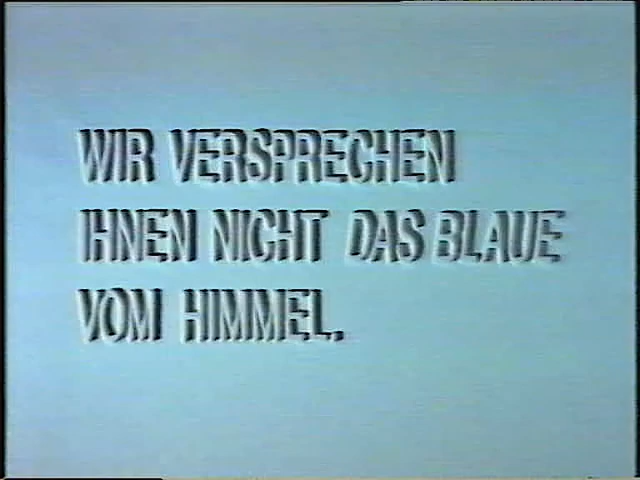 WIR VERSPRECHEN
IHNEN NICHT DAS BLAUE
VOM HIMMEL.